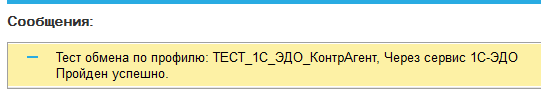 Сообщения:
Тест обмена по профилю: ТЕСТ_1С_ЭДО_КонтрАгент, Через сервис 1С-ЭДО
Пройден успешно.